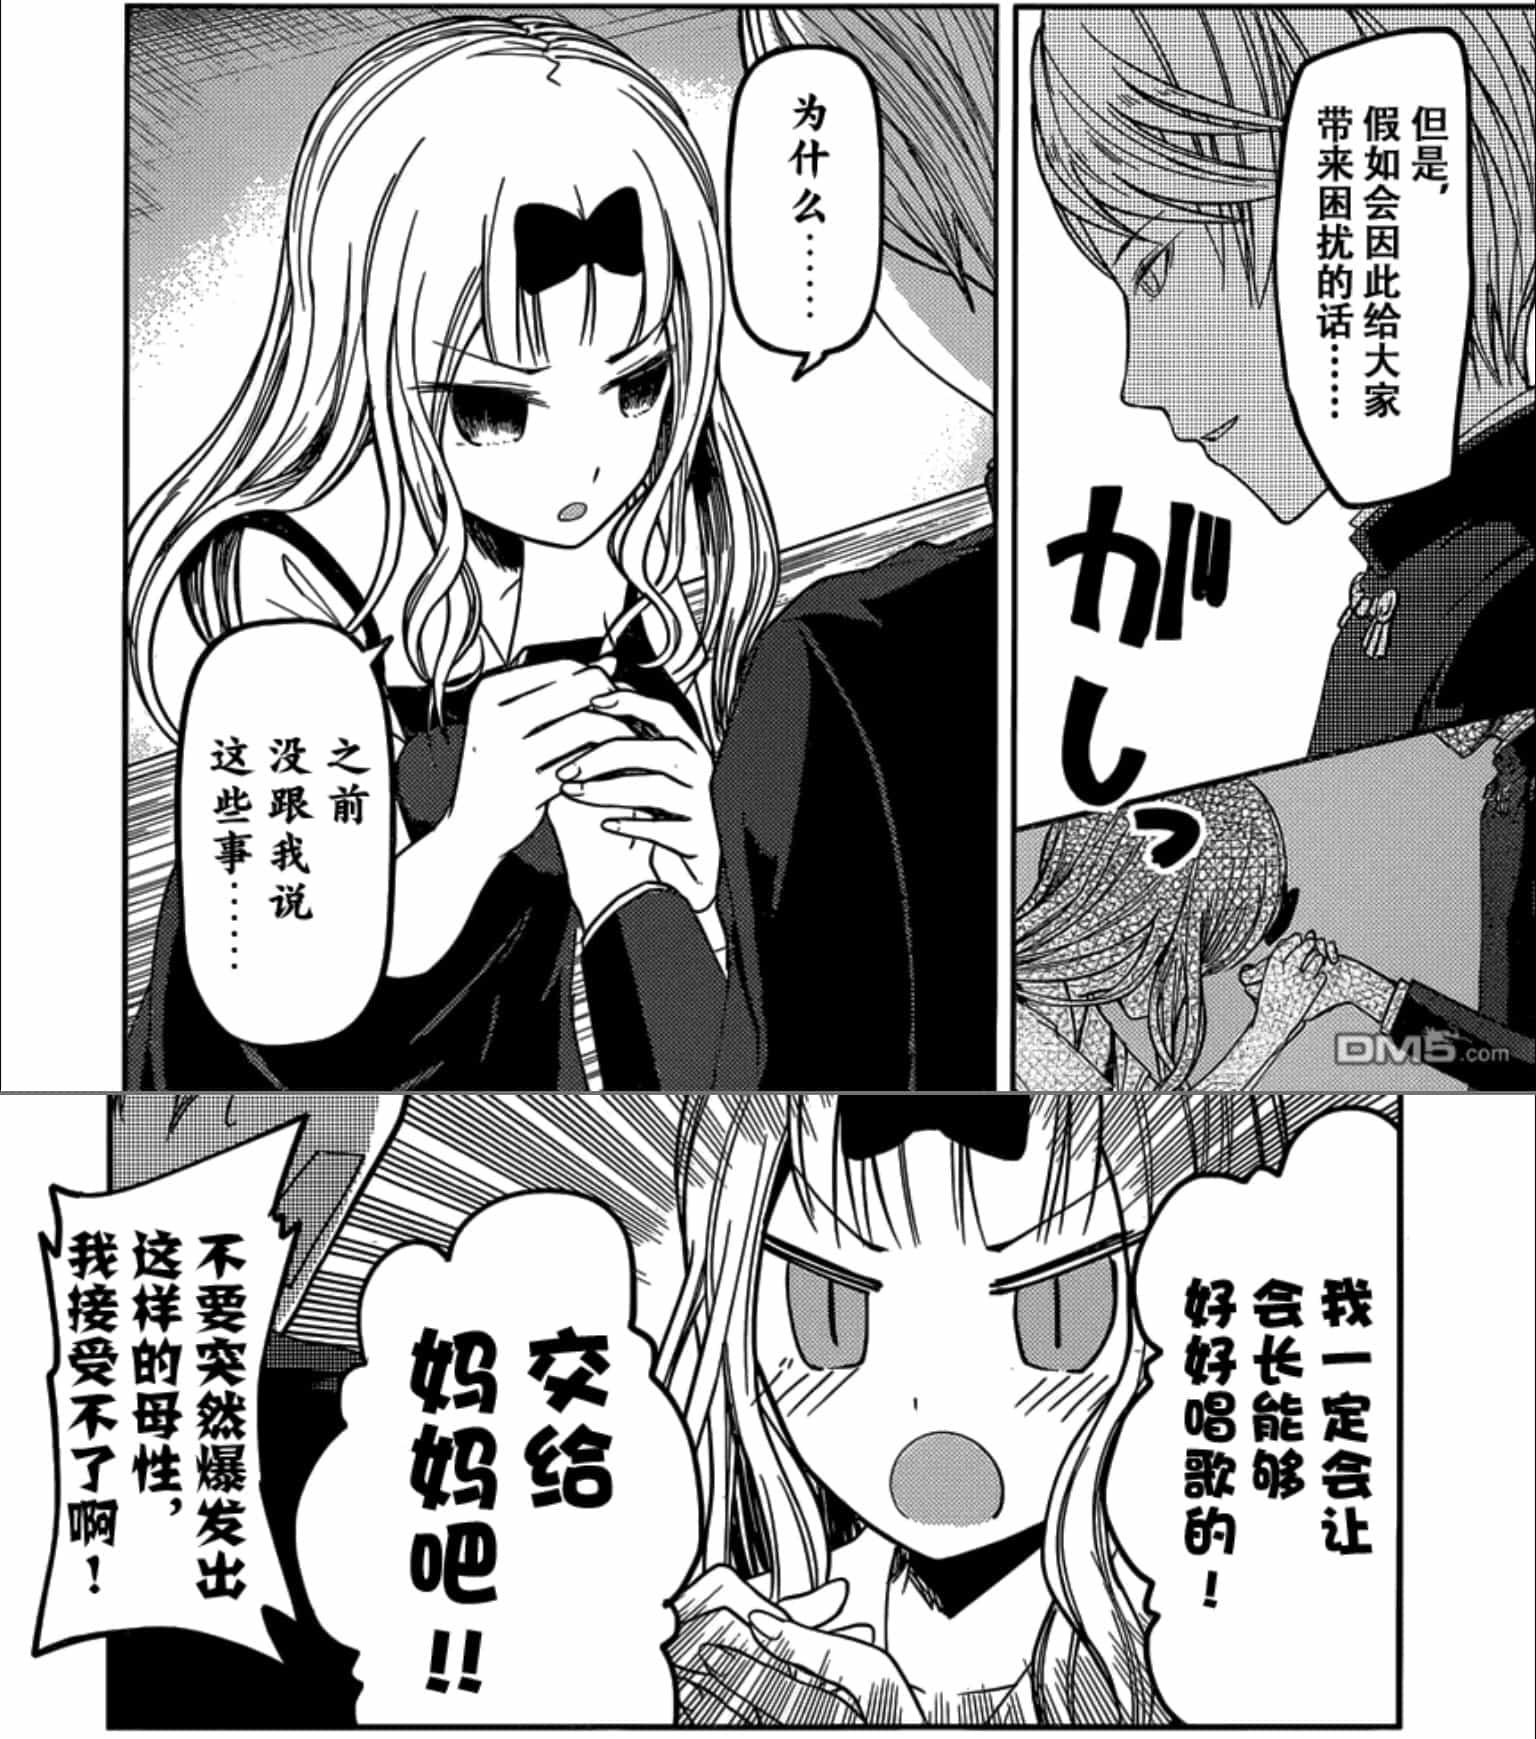 但是，
假如会因此给大家
带来困扰的话……
ガしっ
为什么……
之前
没跟我说
这些事……
DM5.com
我一定会让
会长能够
好好唱歌的！
交给
妈妈吧!!
不要突然爆发出
这样的母性，
我接受不了啊！